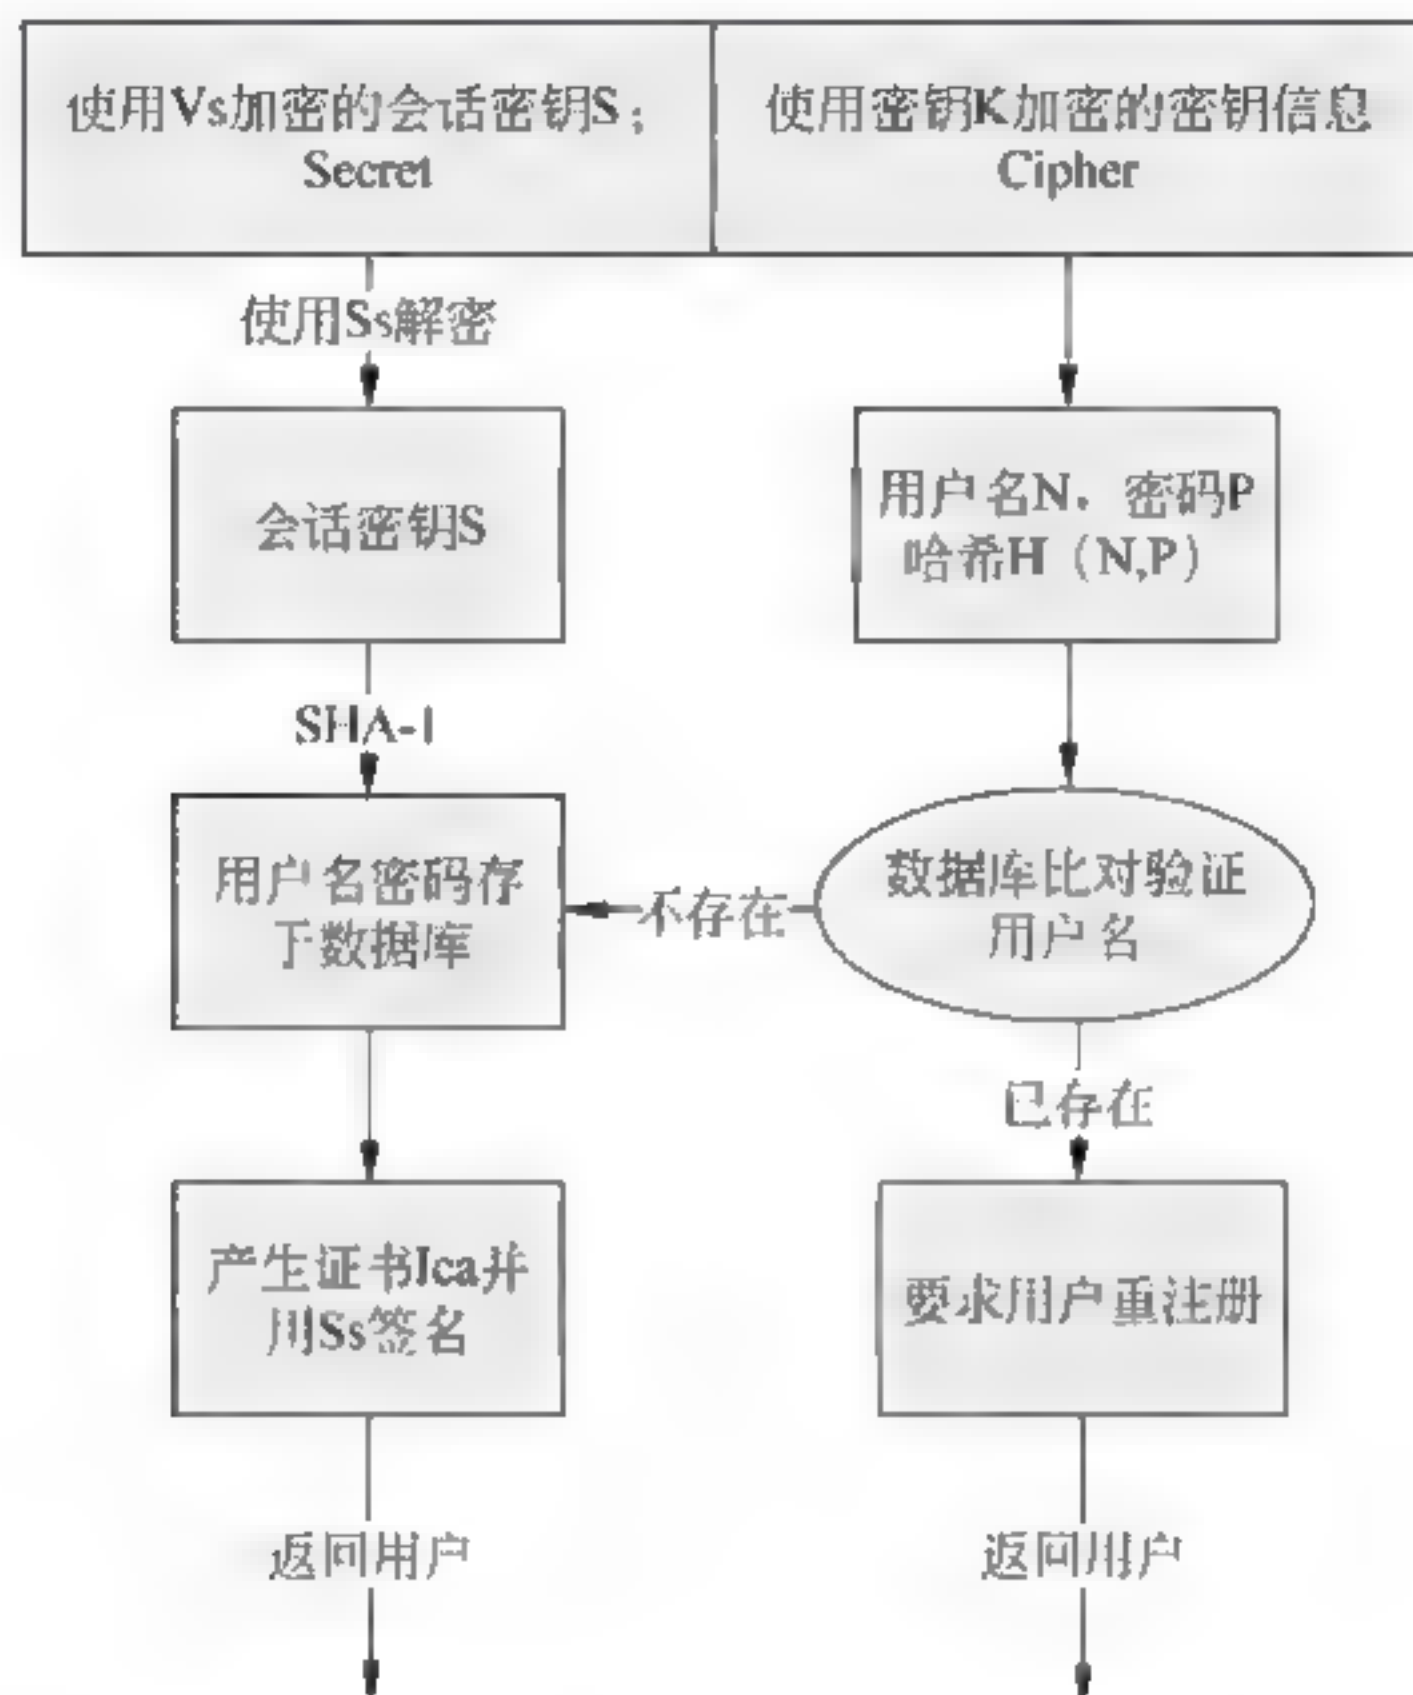 使用Vs加密的会话密钥S;
Secret
使用密钥K加密的密钥信息
Cipher
使用Ss解密
会话密钥S
用户名N, 密码P
哈希H (N,P)
SHA-1
用户名密码存
于数据库
不存在
数据库比对验证
用户名
已存在
产生证书Ica并
用Ss签名
要求用户重注册
返回用户
返回用户